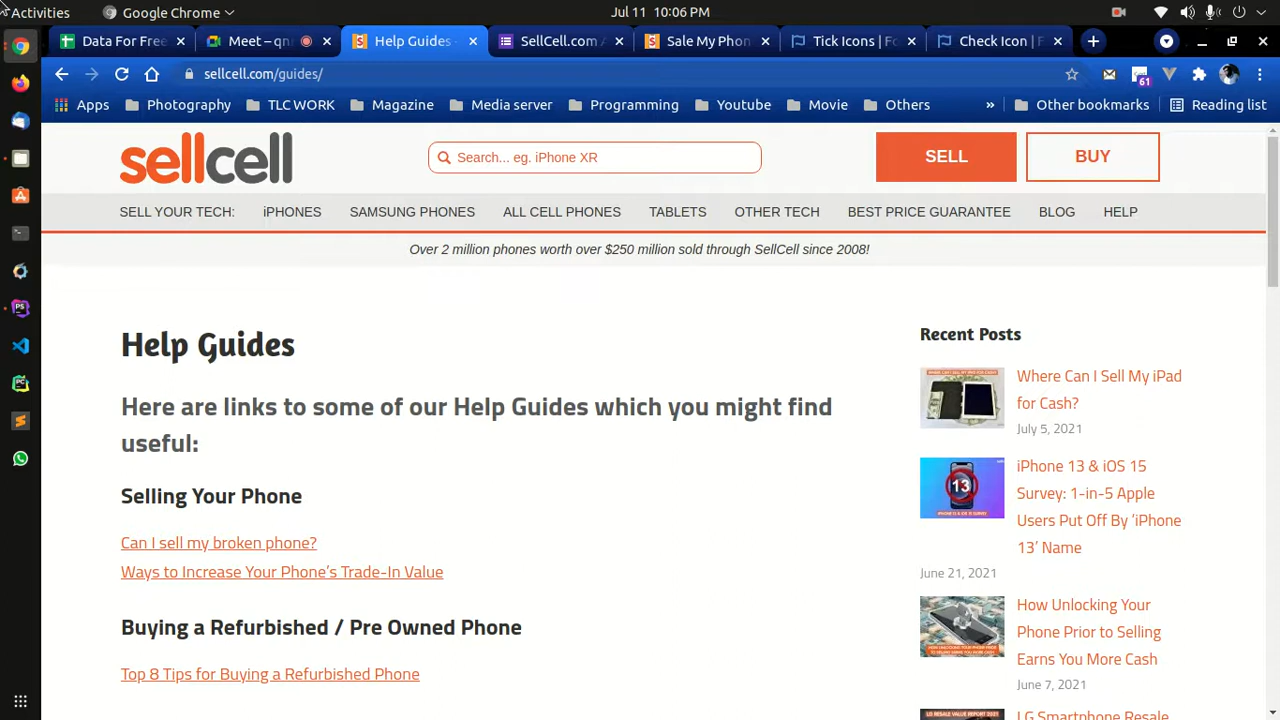 Activities Google Chrome Jul 11 10:06 PM
Data For Free Meet – qn Help Guides - SellCell.com A Sale My Phon Tick Icons | Fo Check Icon | F
sellcell.com/guides/ 61
Apps Photography TLC WORK Magazine Media server Programming Youtube Movie Others » Other bookmarks Reading list
sellcell Search... eg. iPhone XR SELL BUY
SELL YOUR TECH: iPHONES SAMSUNG PHONES ALL CELL PHONES TABLETS OTHER TECH BEST PRICE GUARANTEE BLOG HELP
Over 2 million phones worth over $250 million sold through SellCell since 2008!
Help Guides
Here are links to some of our Help Guides which you might find
useful:
Selling Your Phone
Can I sell my broken phone?
Ways to Increase Your Phone’s Trade-In Value
Buying a Refurbished / Pre Owned Phone
Top 8 Tips for Buying a Refurbished Phone
Recent Posts
Where Can I Sell My iPad
for Cash?
July 5, 2021
iPhone 13 & iOS 15
Survey: 1-in-5 Apple
Users Put Off By ‘iPhone
13’ Name
June 21, 2021
How Unlocking Your
Phone Prior to Selling
Earns You More Cash
June 7, 2021
LG Smartphone Resale